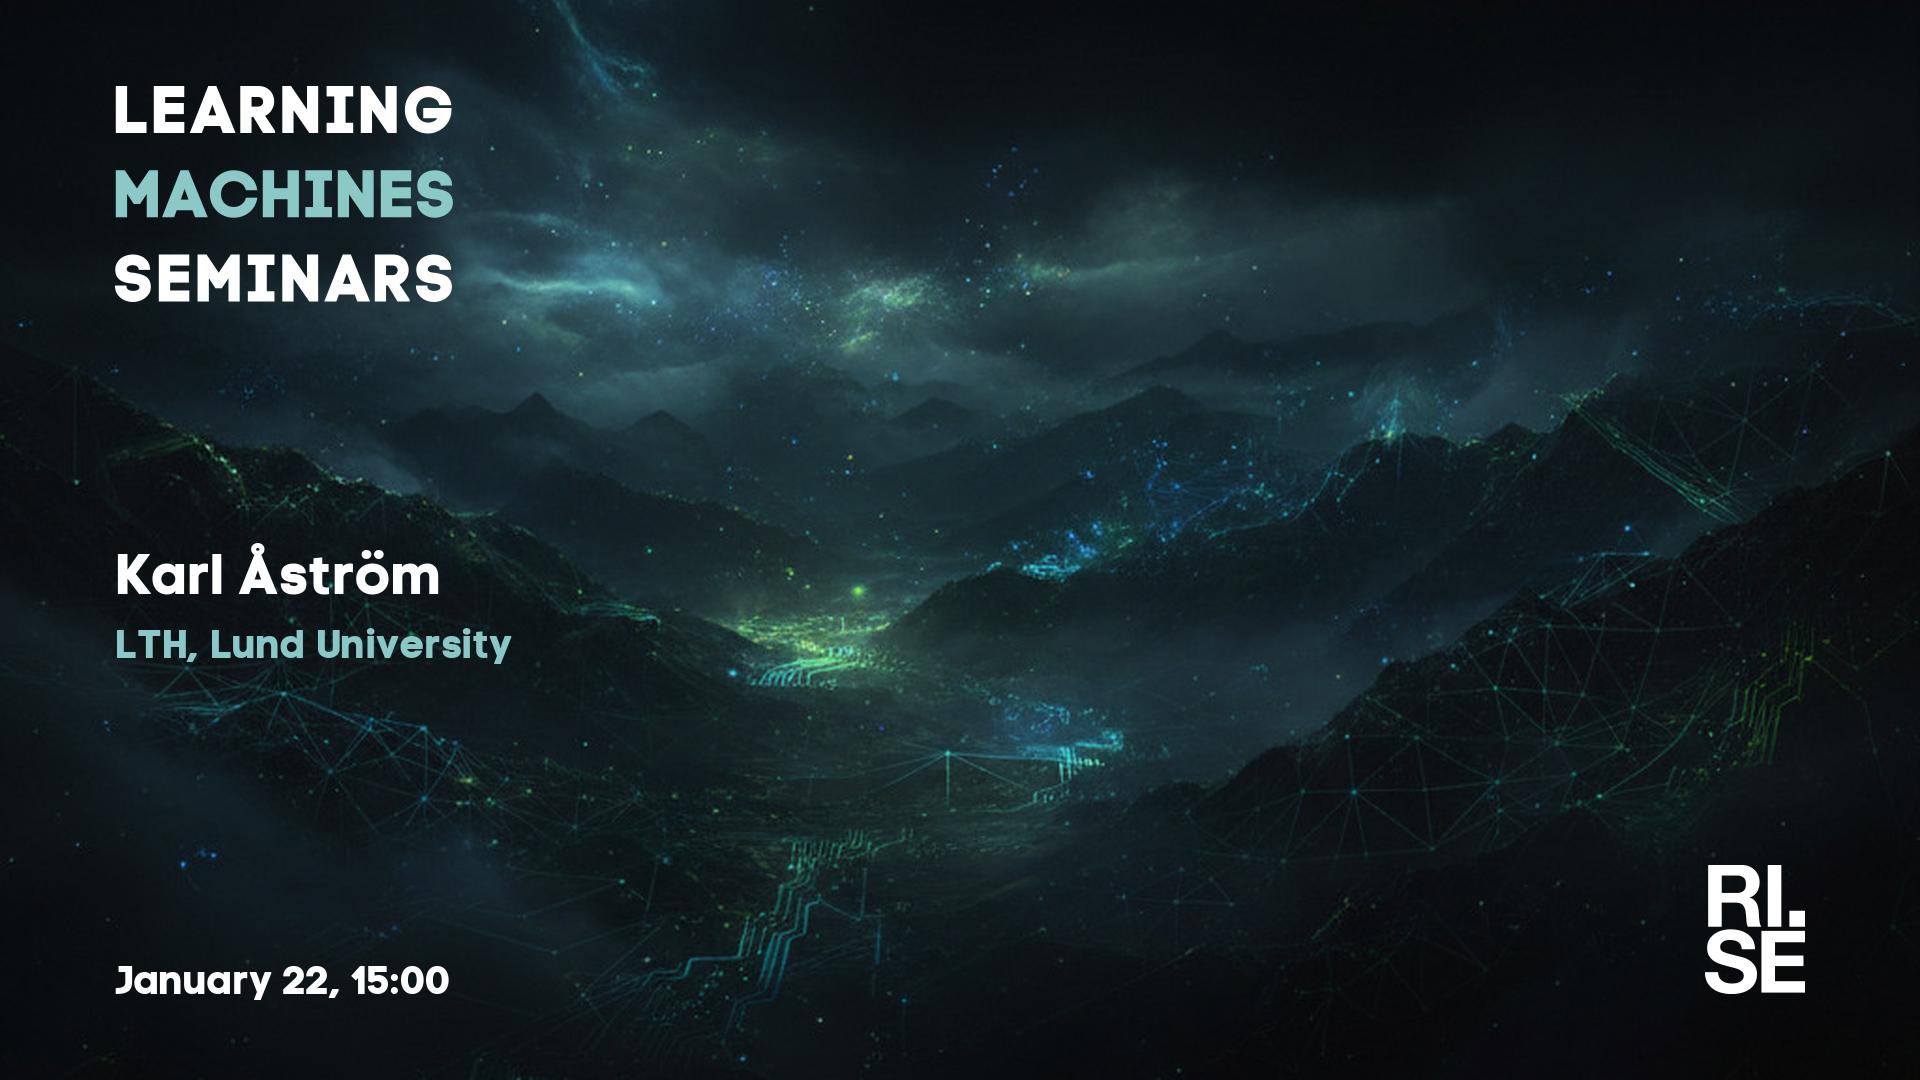 LEARNING
MACHINES
SEMINARS
Karl Åström
LTH, Lund University
January 22, 15:00
RI.
SE